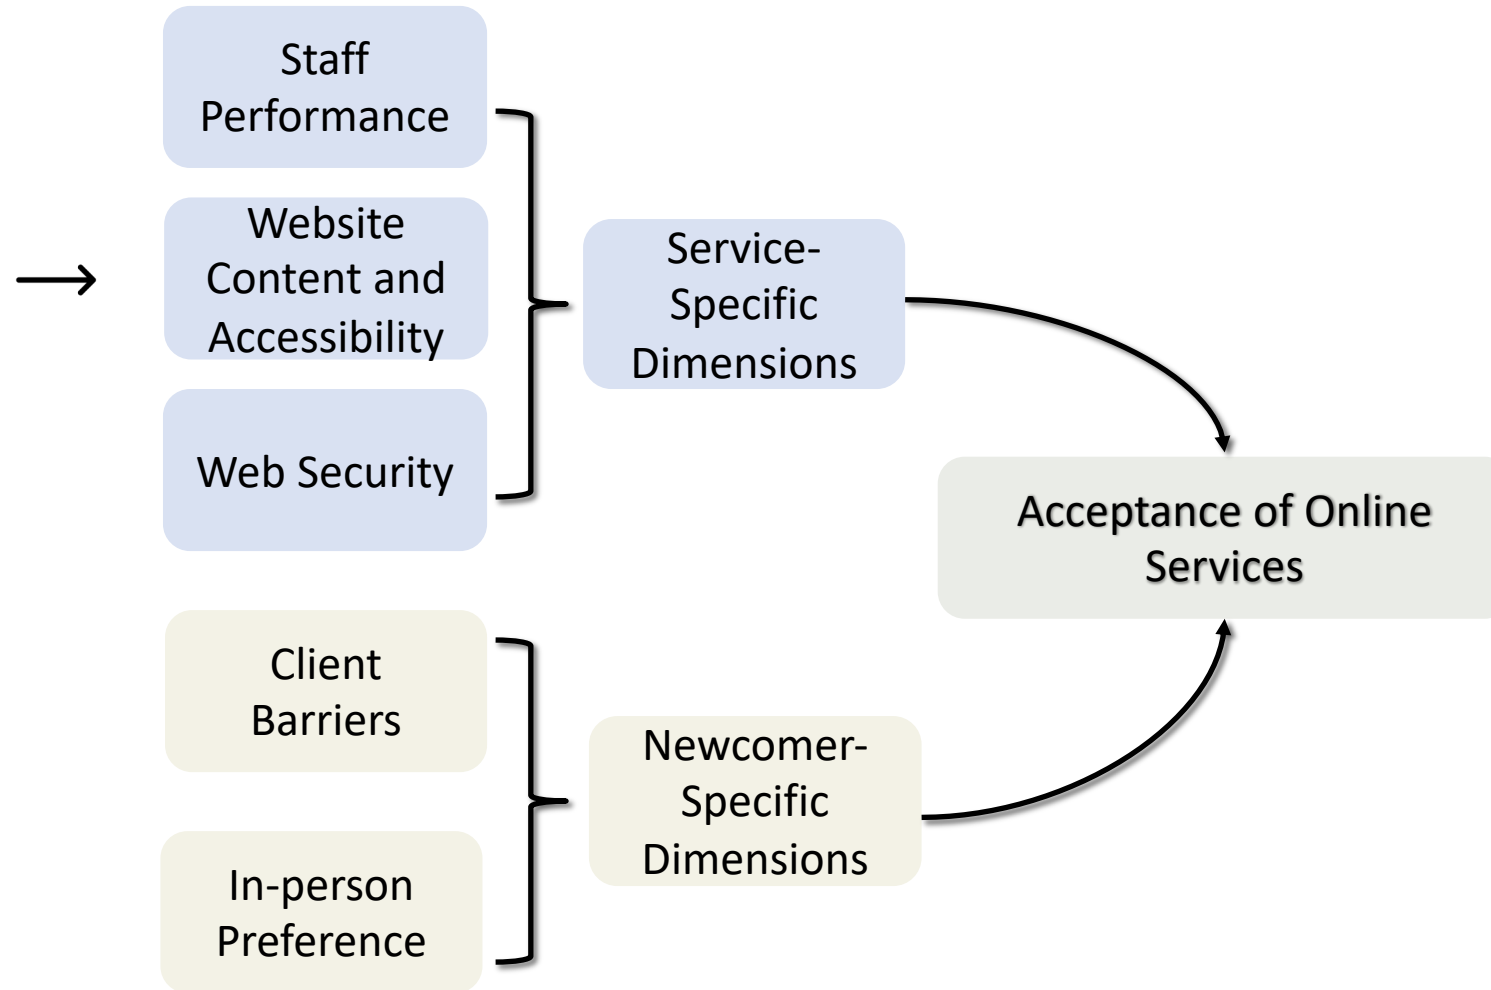 Staff
Performance
Website
Content and
Accessibility
Web Security
Service-
Specific
Dimensions
Acceptance of Online
Services
Client
Barriers
In-person
Preference
Newcomer-
Specific
Dimensions